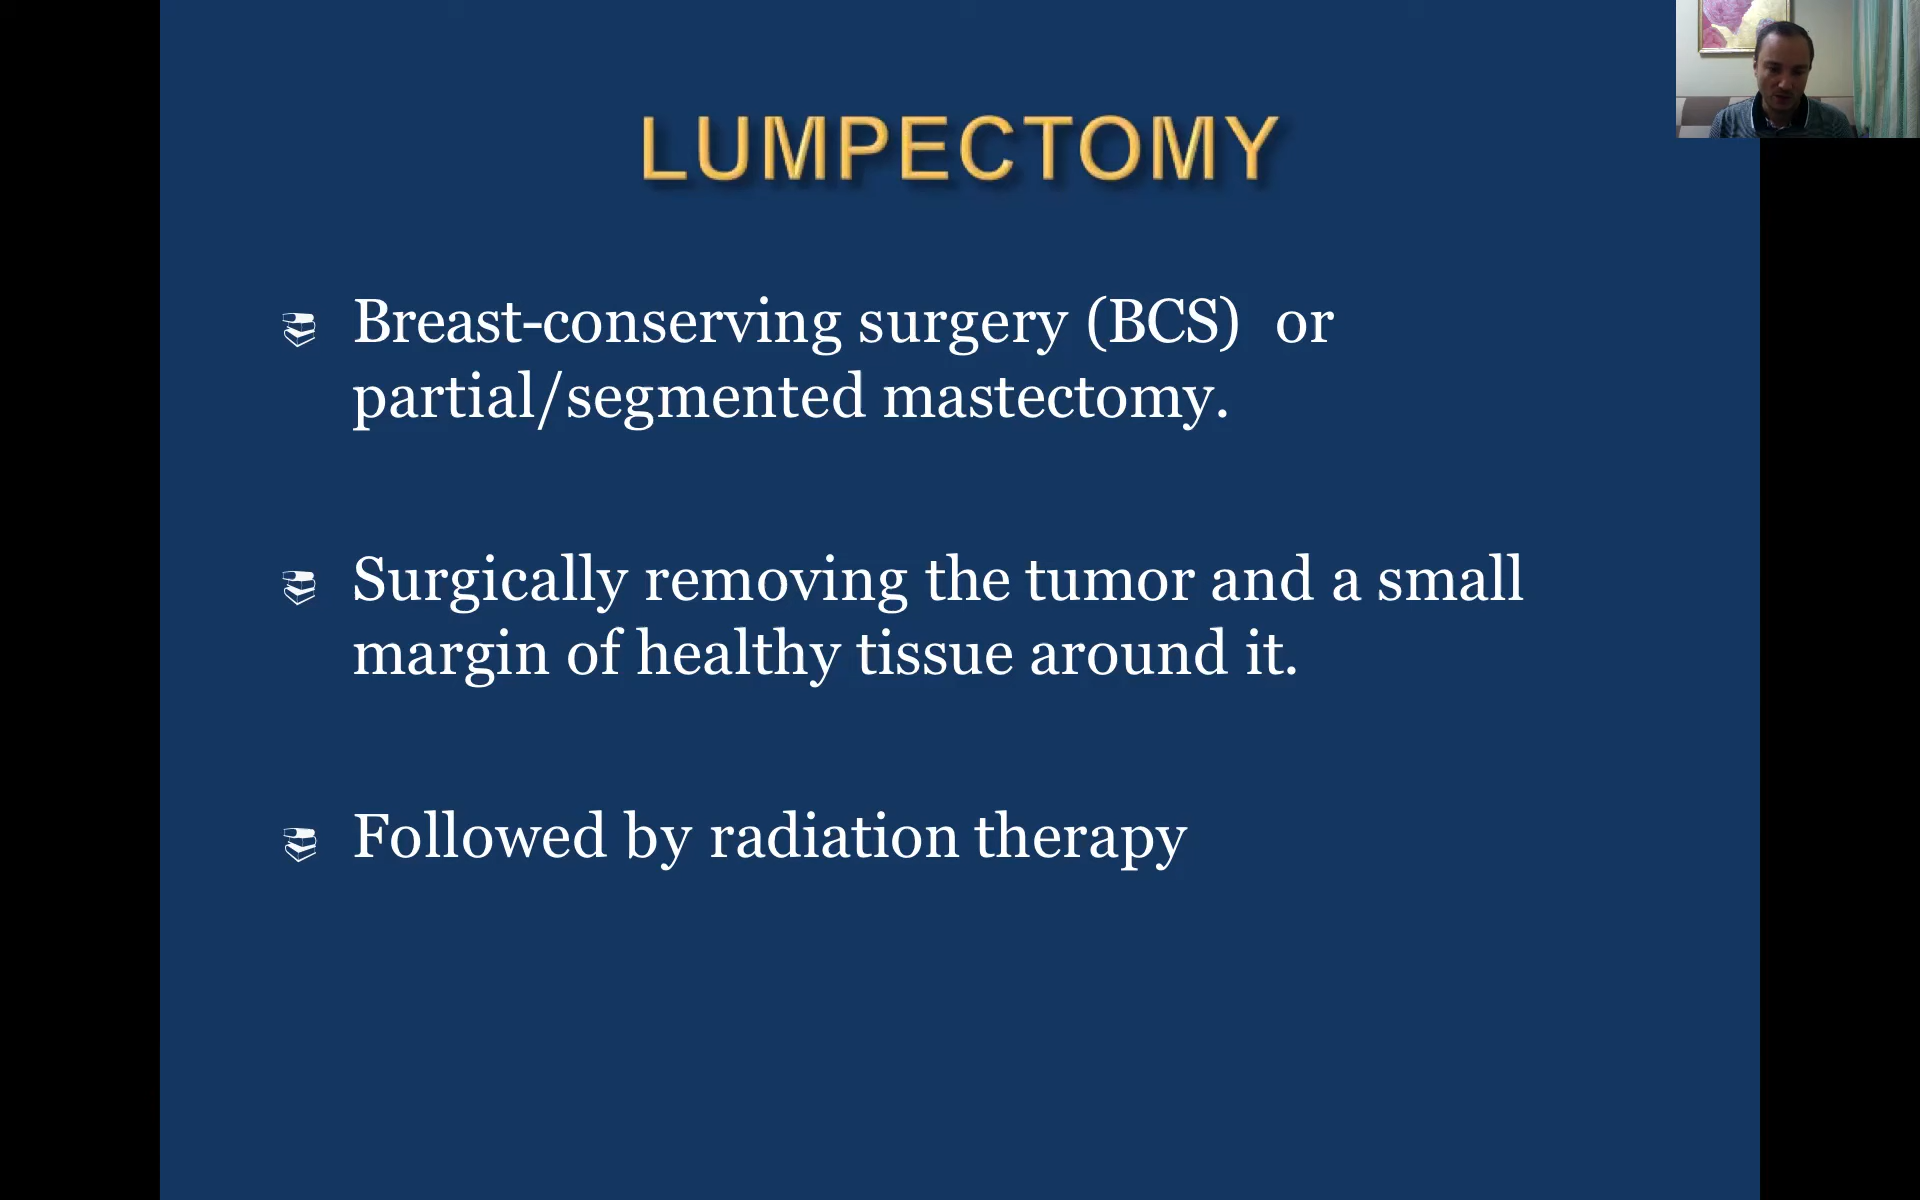 LUMPECTOMY
Breast-conserving surgery (BCS) or
partial/segmented mastectomy.
Surgically removing the tumor and a small
margin of healthy tissue around it.
Followed by radiation therapy